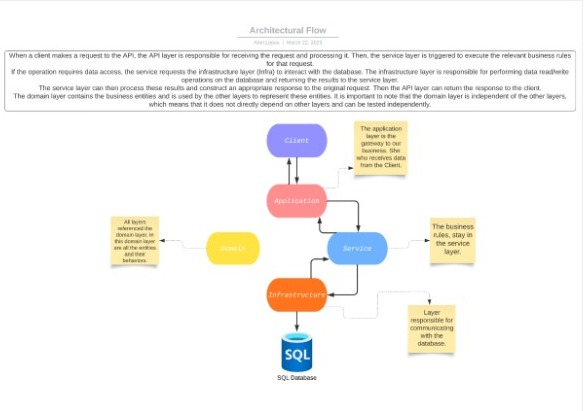 Architectural Flow
| March 22, 2023
When a client makes a request to the API, the API layer is responsible for receiving the request and processing it. Then, the service layer is triggered to execute the relevant business rules
for that request.
If the operation requires data access, the service requests the infrastructure layer (Infra) to interact with the database. The infrastructure layer is responsible for performing data read/write
operations on the database and returning the results to the service layer.
The service layer can then process these results and construct an appropriate response to the original request. Then the API layer can return the response to the client.
The domain layer contains the business entities and is used by the other layers to represent these entities. It is important to note that the domain layer is independent of the other layers,
which means that it does not directly depend on other layers and can be tested independently.
Client
The application
layer is the
gateway to our
business. She
who receives data
from the Client.
Application
All layers
referenced the
domain layer. In
this domain layer
are all the entities
and their
behaviors.
Domain
Service
The business
rules, stay in
the service
layer.
Infrastructure
Layer
responsible for
communicating
with the
database.
SQL
SQL Database